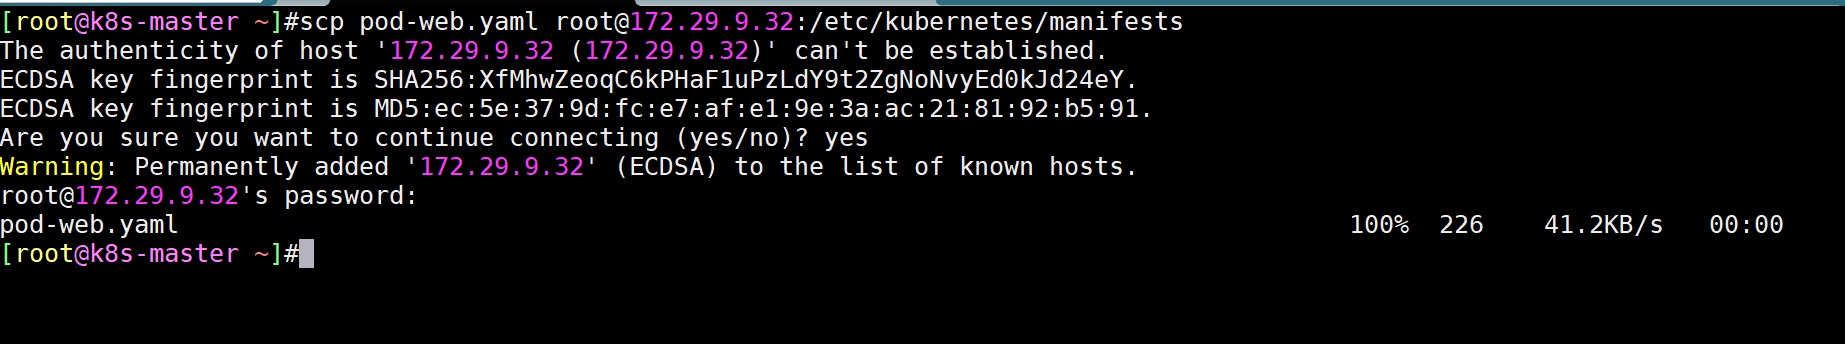 [root@k8s-master ~]#scp pod-web.yaml root@172.29.9.32:/etc/kubernetes/manifests
The authenticity of host '172.29.9.32 (172.29.9.32)' can't be established.
ECDSA key fingerprint is SHA256:XfMhwZeoqC6kPHaF1uPzLdY9t2ZgNoNvyEd0kJd24eY.
ECDSA key fingerprint is MD5:ec:5e:37:9d:fc:e7:af:e1:9e:3a:ac:21:81:92:b5:91.
Are you sure you want to continue connecting (yes/no)? yes
Warning: Permanently added '172.29.9.32' (ECDSA) to the list of known hosts.
root@172.29.9.32's password:
pod-web.yaml 100% 226 41.2KB/s 00:00
[root@k8s-master ~]#